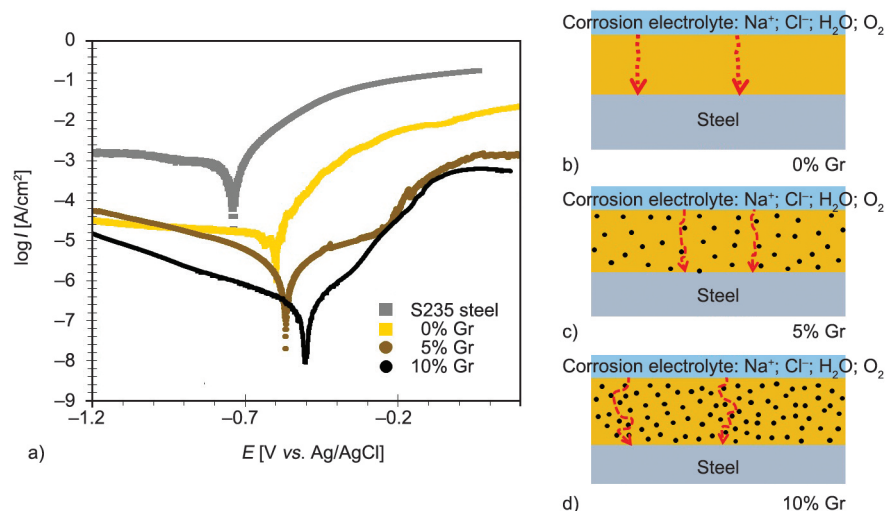 0
–1
–2
–3
–4
–5
–6
–7
–8
–9
log I [A/cm²]
–1.2
–0.7
–0.2
E [V vs. Ag/AgCl]
S235 steel
0% Gr
5% Gr
10% Gr
a)
Corrosion electrolyte: Na⁺; Cl⁻; H₂O; O₂
Steel
b)
0% Gr
Corrosion electrolyte: Na⁺; Cl⁻; H₂O; O₂
Steel
c)
5% Gr
Corrosion electrolyte: Na⁺; Cl⁻; H₂O; O₂
Steel
d)
10% Gr